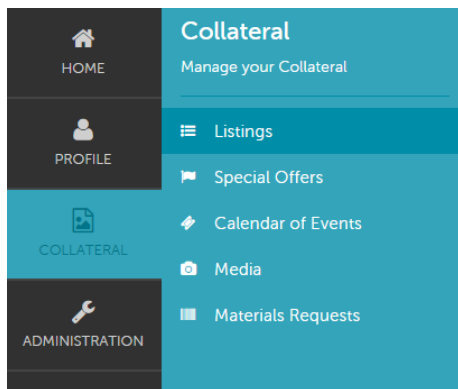 HOME
PROFILE
COLLATERAL
ADMINISTRATION
Collateral
Manage your Collateral
Listings
Special Offers
Calendar of Events
Media
Materials Requests